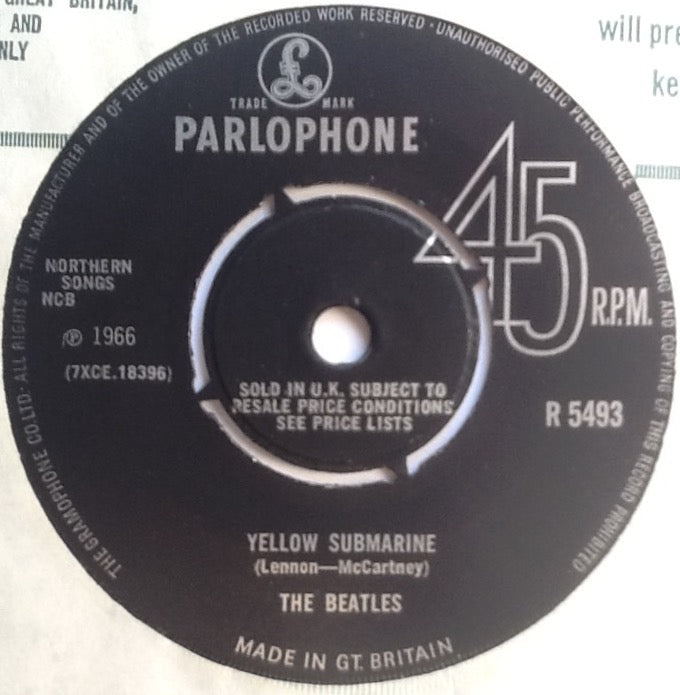 GREAT BRITAIN,
AND
NLY
will pre
ke
THE GRAMOPHONE CO.LTD. ALL RIGHTS OF THE MANUFACTURER AND OF THE OWNER OF THE RECORDED WORK RESERVED · UNAUTHORISED PUBLIC PERFORMANCE BROADCASTING AND COPYING OF THIS RECORD PROHIBITED
£
TRADE MARK
PARLOPHONE
45
R.P.M.
NORTHERN
SONGS
NCB
℗ 1966
(7XCE.18396)
SOLD IN U.K. SUBJECT TO
RESALE PRICE CONDITIONS
SEE PRICE LISTS
R 5493
YELLOW SUBMARINE
(Lennon—McCartney)
THE BEATLES
MADE IN GT. BRITAIN